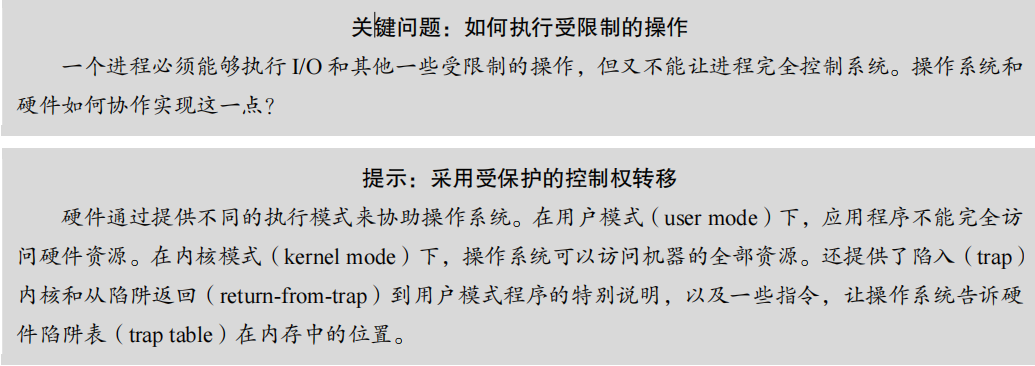 关键问题：如何执行受限制的操作
一个进程必须能够执行 I/O 和其他一些受限制的操作，但又不能让进程完全控制系统。操作系统和
硬件如何协作实现这一点？
提示：采用受保护的控制权转移
硬件通过提供不同的执行模式来协助操作系统。在用户模式（user mode）下，应用程序不能完全访
问硬件资源。在内核模式（kernel mode）下，操作系统可以访问机器的全部资源。还提供了陷入（trap）
内核和从陷阱返回（return-from-trap）到用户模式程序的特别说明，以及一些指令，让操作系统告诉硬
件陷阱表（trap table）在内存中的位置。